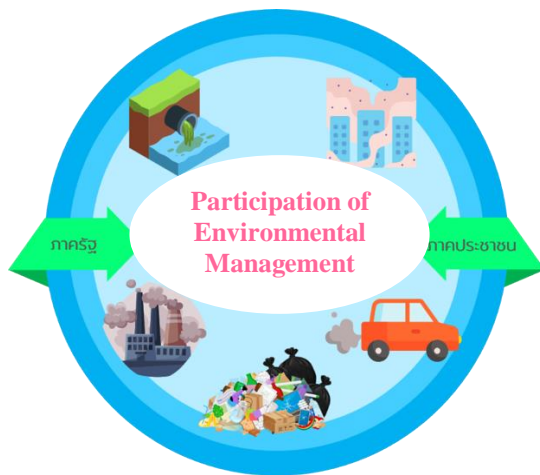 Participation of
Environmental
Management
ภาครัฐ
ภาคประชาชน